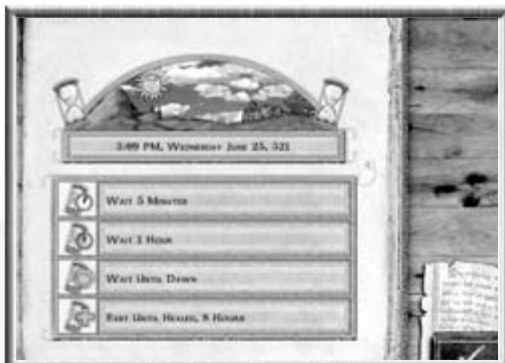 3:09 PM, Wednesday June 25, 521
Wait 5 Minutes
Wait 1 Hour
Wait Until Dawn
Rest Until Healed, 8 Hours